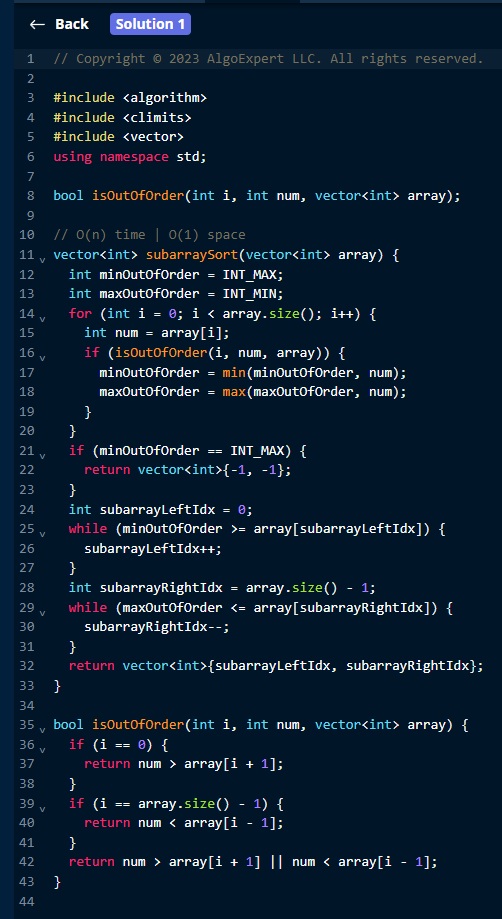 ← Back Solution 1
1 // Copyright © 2023 AlgoExpert LLC. All rights reserved.
2
3 #include <algorithm>
4 #include <climits>
5 #include <vector>
6 using namespace std;
7
8 bool isOutOfOrder(int i, int num, vector<int> array);
9
10 // O(n) time | O(1) space
11 vector<int> subarraySort(vector<int> array) {
12   int minOutOfOrder = INT_MAX;
13   int maxOutOfOrder = INT_MIN;
14   for (int i = 0; i < array.size(); i++) {
15     int num = array[i];
16     if (isOutOfOrder(i, num, array)) {
17       minOutOfOrder = min(minOutOfOrder, num);
18       maxOutOfOrder = max(maxOutOfOrder, num);
19     }
20   }
21   if (minOutOfOrder == INT_MAX) {
22     return vector<int>{-1, -1};
23   }
24   int subarrayLeftIdx = 0;
25   while (minOutOfOrder >= array[subarrayLeftIdx]) {
26     subarrayLeftIdx++;
27   }
28   int subarrayRightIdx = array.size() - 1;
29   while (maxOutOfOrder <= array[subarrayRightIdx]) {
30     subarrayRightIdx--;
31   }
32   return vector<int>{subarrayLeftIdx, subarrayRightIdx};
33 }
34
35 bool isOutOfOrder(int i, int num, vector<int> array) {
36   if (i == 0) {
37     return num > array[i + 1];
38   }
39   if (i == array.size() - 1) {
40     return num < array[i - 1];
41   }
42   return num > array[i + 1] || num < array[i - 1];
43 }
44